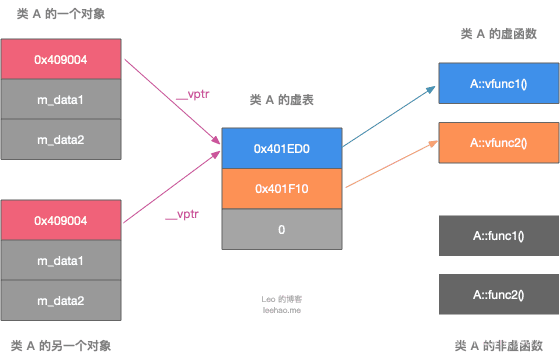 类 A 的一个对象
0x409004
m_data1
m_data2
__vptr
0x409004
m_data1
m_data2
类 A 的另一个对象
__vptr
类 A 的虚表
0x401ED0
0x401F10
0
Leo 的博客
leehao.me
类 A 的虚函数
A::vfunc1()
A::vfunc2()
A::func1()
A::func2()
类 A 的非虚函数